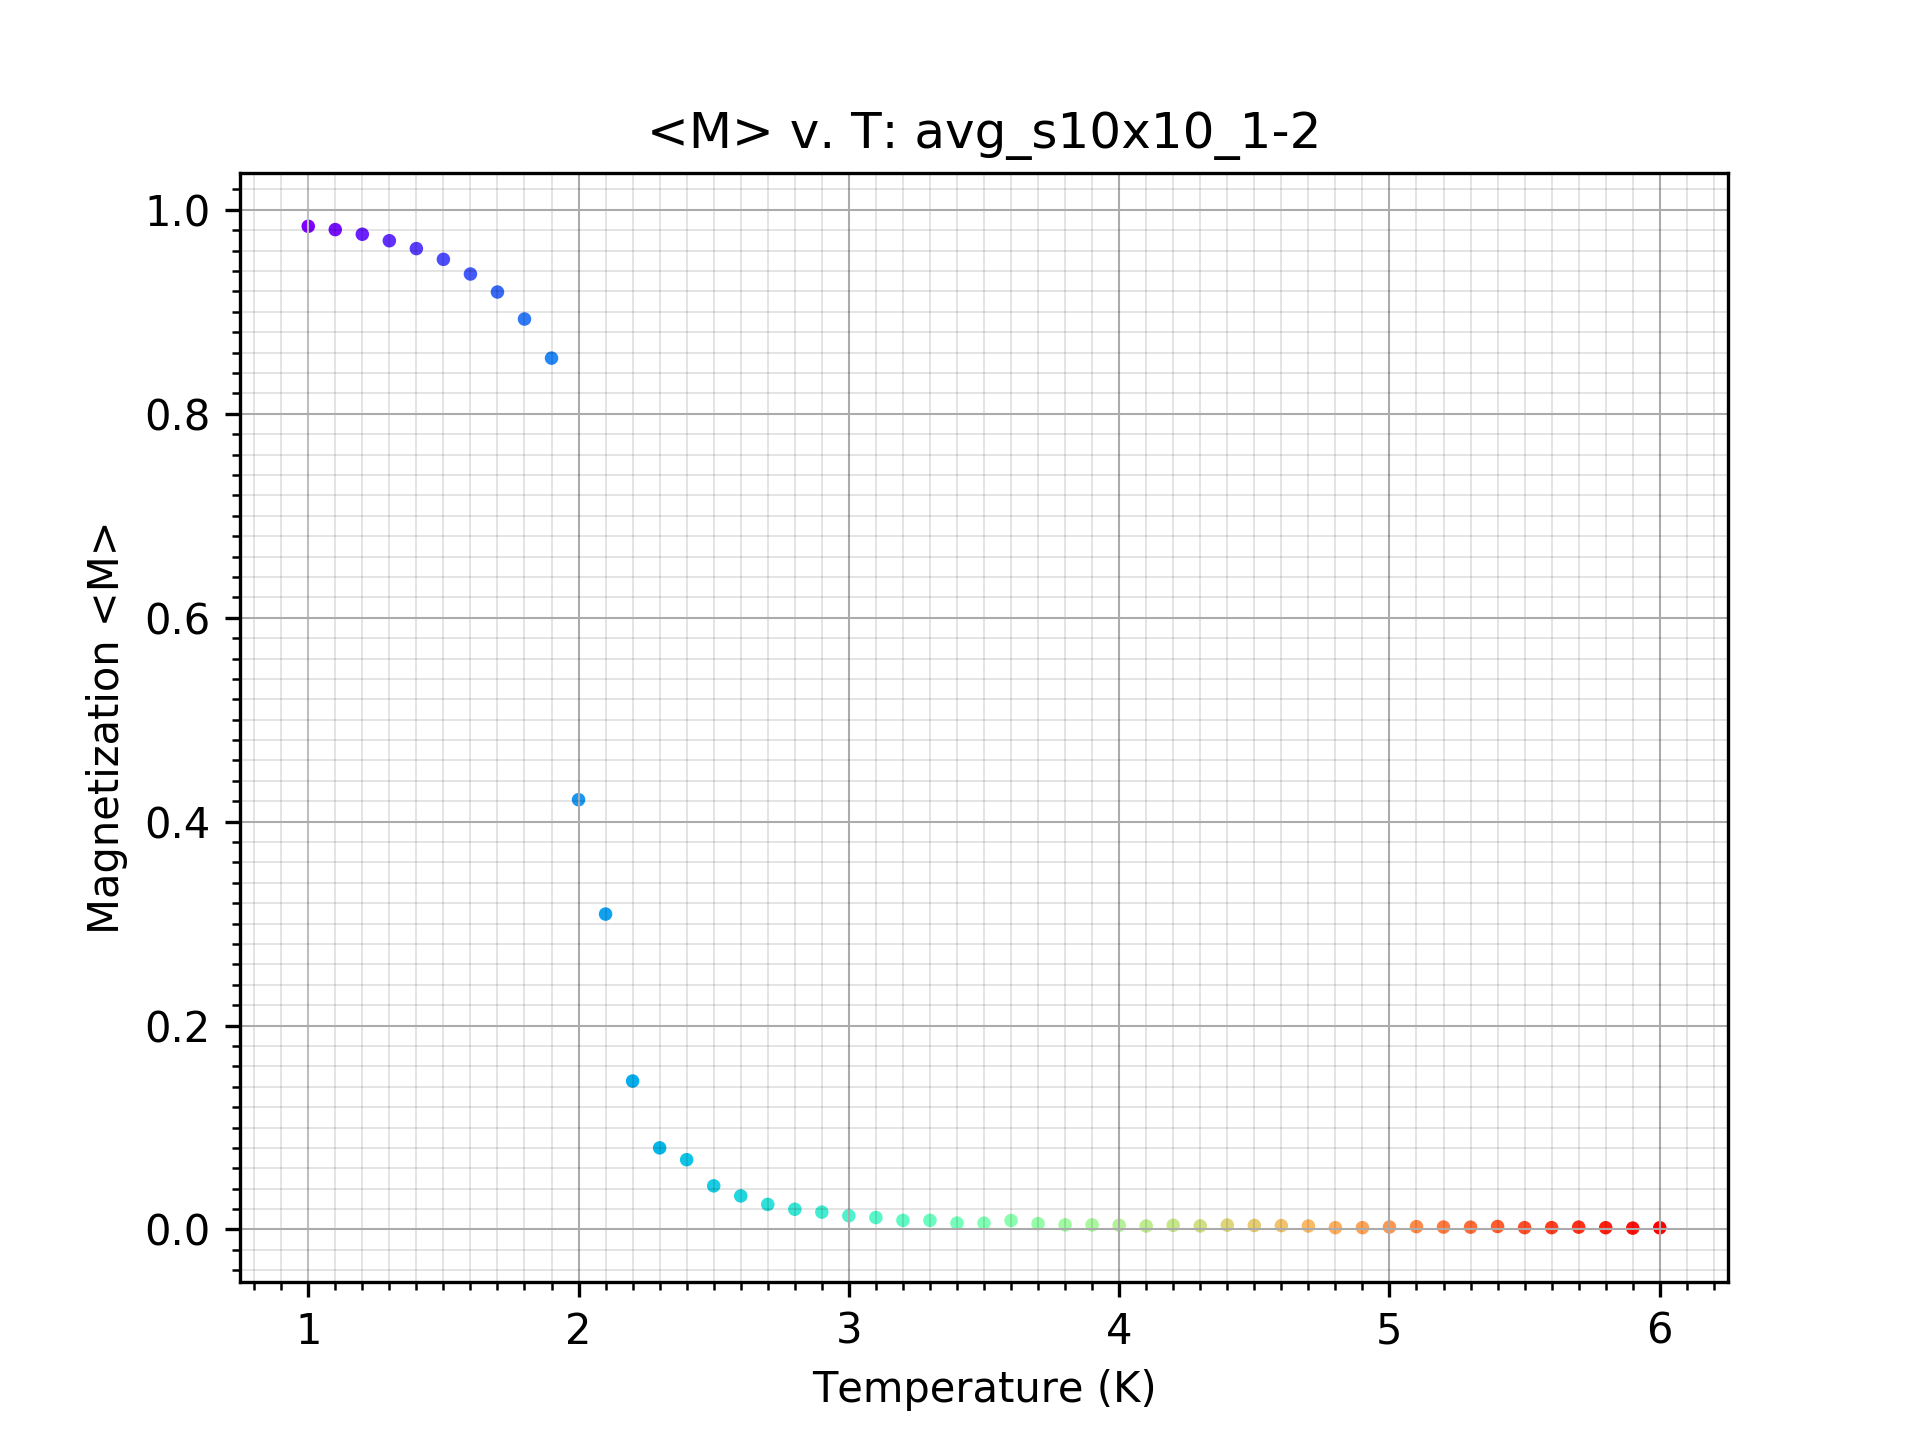 <M> v. T: avg_s10x10_1-2
Magnetization <M>
1.0
0.8
0.6
0.4
0.2
0.0
1 2 3 4 5 6
Temperature (K)